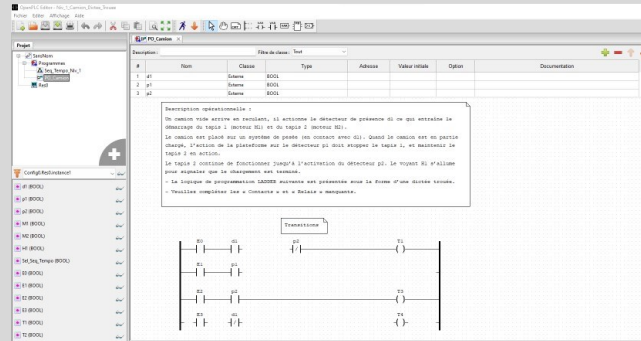 OpenPLC Editor - Niv_1_Camion_Dictee_Trouee
Fichier Editer Affichage Aide
Projet
SansNom
Programmes
Seq_Tempo_Niv_1
PO_Camion
Res0
PO_Camion
Description :
Filtre de classe : Tout
# Nom Classe Type Adresse Valeur initiale Option Documentation
1 d1 Externe BOOL
2 p1 Externe BOOL
3 p2 Externe BOOL
Description opérationnelle :
Un camion vide arrive en reculant, il actionne le détecteur de présence d1 ce qui entraîne le
démarrage du tapis 1 (moteur M1) et du tapis 2 (moteur M2).
Le camion est placé sur un système de pesée (en contact avec d1). Quand le camion est en partie
chargé, l'action de la plateforme sur le détecteur p1 doit stopper le tapis 1, et maintenir le
tapis 2 en action.
Le tapis 2 continue de fonctionner jusqu'à l'activation du détecteur p2. Le voyant H1 s'allume
pour signaler que le chargement est terminé.
- La logique de programmation LADDER suivante est présentée sous la forme d'une dictée trouée.
- Veuillez compléter les « Contacts » et « Relais » manquants.
Config0.Res0.instance1
d1 (BOOL)
p1 (BOOL)
p2 (BOOL)
M1 (BOOL)
M2 (BOOL)
H1 (BOOL)
Sel_Seq_Tempo (BOOL)
E0 (BOOL)
E1 (BOOL)
E2 (BOOL)
E3 (BOOL)
T1 (BOOL)
T2 (BOOL)
Transitions
E0 d1 p2 T1
E1 p1
E2 p2 T3
E3 d1 T4